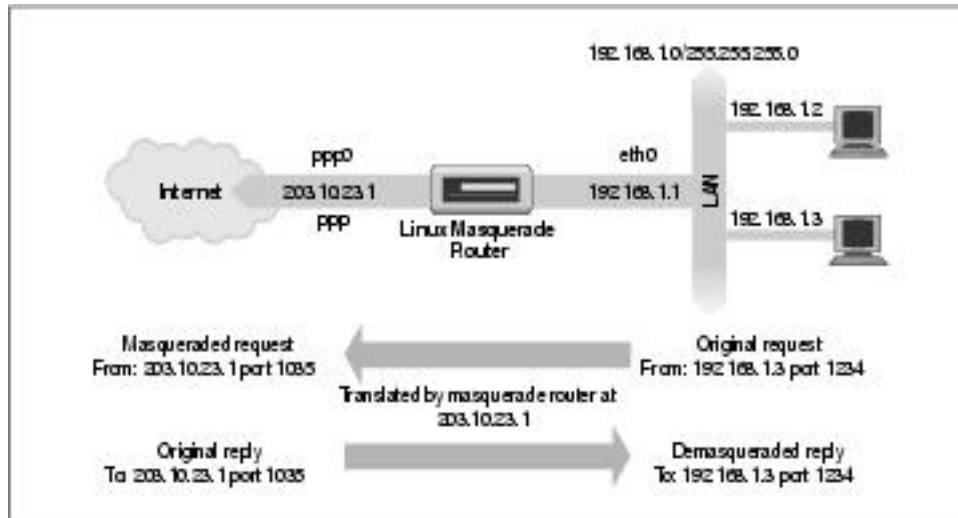 192.168.1.0/255.255.255.0
192.168.1.2
ppp0
eth0
Internet
203.10.23.1
192.168.1.1
LAN
ppp
Linux Masquerade
Router
192.168.1.3
Masqueraded request
From: 203.10.23.1 port 1035
Original request
From: 192.168.1.3 port 1234
Translated by masquerade router at
203.10.23.1
Original reply
To: 203.10.23.1 port 1035
Demasqueraded reply
To: 192.168.1.3 port 1234